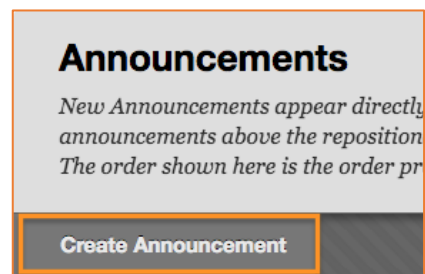 Announcements
New Announcements appear directly
announcements above the reposition
The order shown here is the order pr
Create Announcement